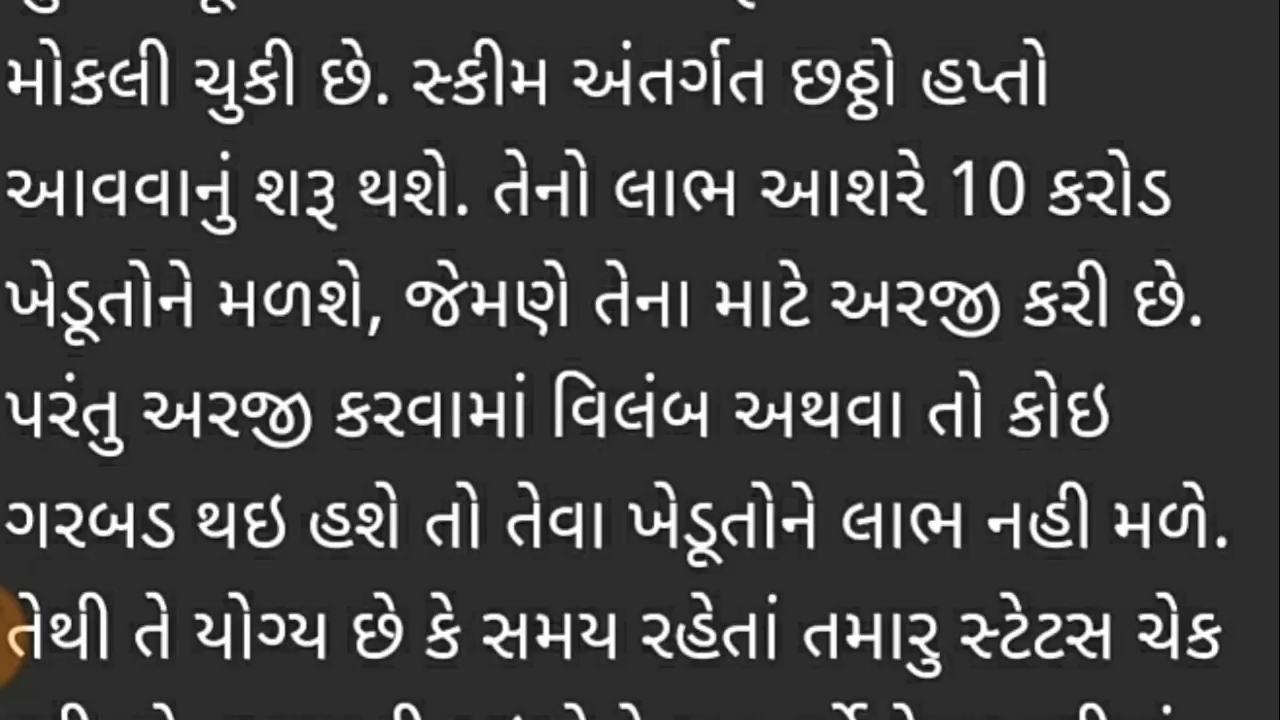 મોકલી ચુકી છે. સ્કીમ અંતર્ગત છઠ્ઠો હપ્તો
આવવાનું શરૂ થશે. તેનો લાભ આશરે 10 કરોડ
ખેડૂતોને મળશે, જેમણે તેના માટે અરજી કરી છે.
પરંતુ અરજી કરવામાં વિલંબ અથવા તો કોઇ
ગરબડ થઇ હશે તો તેવા ખેડૂતોને લાભ નહી મળે.
તેથી તે યોગ્ય છે કે સમય રહેતાં તમારુ સ્ટેટસ ચેક